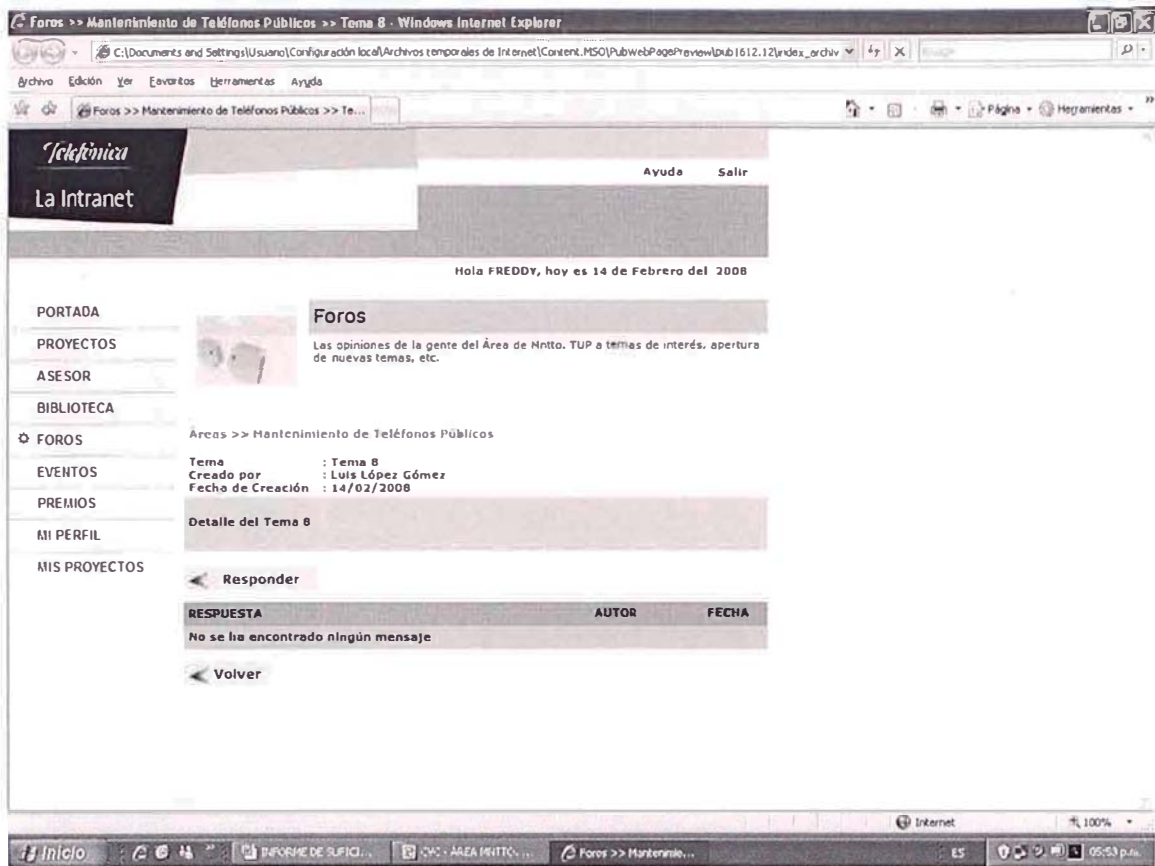 Foros >> Mantenimiento de Teléfonos Públicos >> Tema 8 - Windows Internet Explorer
C:\Documents and Settings\Usuario\Configuración local\Archivos temporales de Internet\Content.MSO\PubWebPagePreview\pub1612.12\index_archiv
Archivo Edición Ver Favoritos Herramientas Ayuda
Foros >> Mantenimiento de Teléfonos Públicos >> Te...
Página Herramientas
Telefónica
La Intranet
Ayuda Salir
Hola FREDDY, hoy es 14 de Febrero del 2008
PORTADA
PROYECTOS
ASESOR
BIBLIOTECA
FOROS
EVENTOS
PREMIOS
MI PERFIL
MIS PROYECTOS
Foros
Las opiniones de la gente del Área de Mntto. TUP a temas de interés, apertura
de nuevas temas, etc.
Áreas >> Mantenimiento de Teléfonos Públicos
Tema : Tema 8
Creado por : Luis López Gómez
Fecha de Creación : 14/02/2008
Detalle del Tema 8
Responder
RESPUESTA AUTOR FECHA
No se ha encontrado ningún mensaje
Volver
Internet 100%
Inicio INFORME DE SUFICI... CVC - ÁREA MNTTO. ... Foros >> Mantenimie... ES 05:53 p.m.